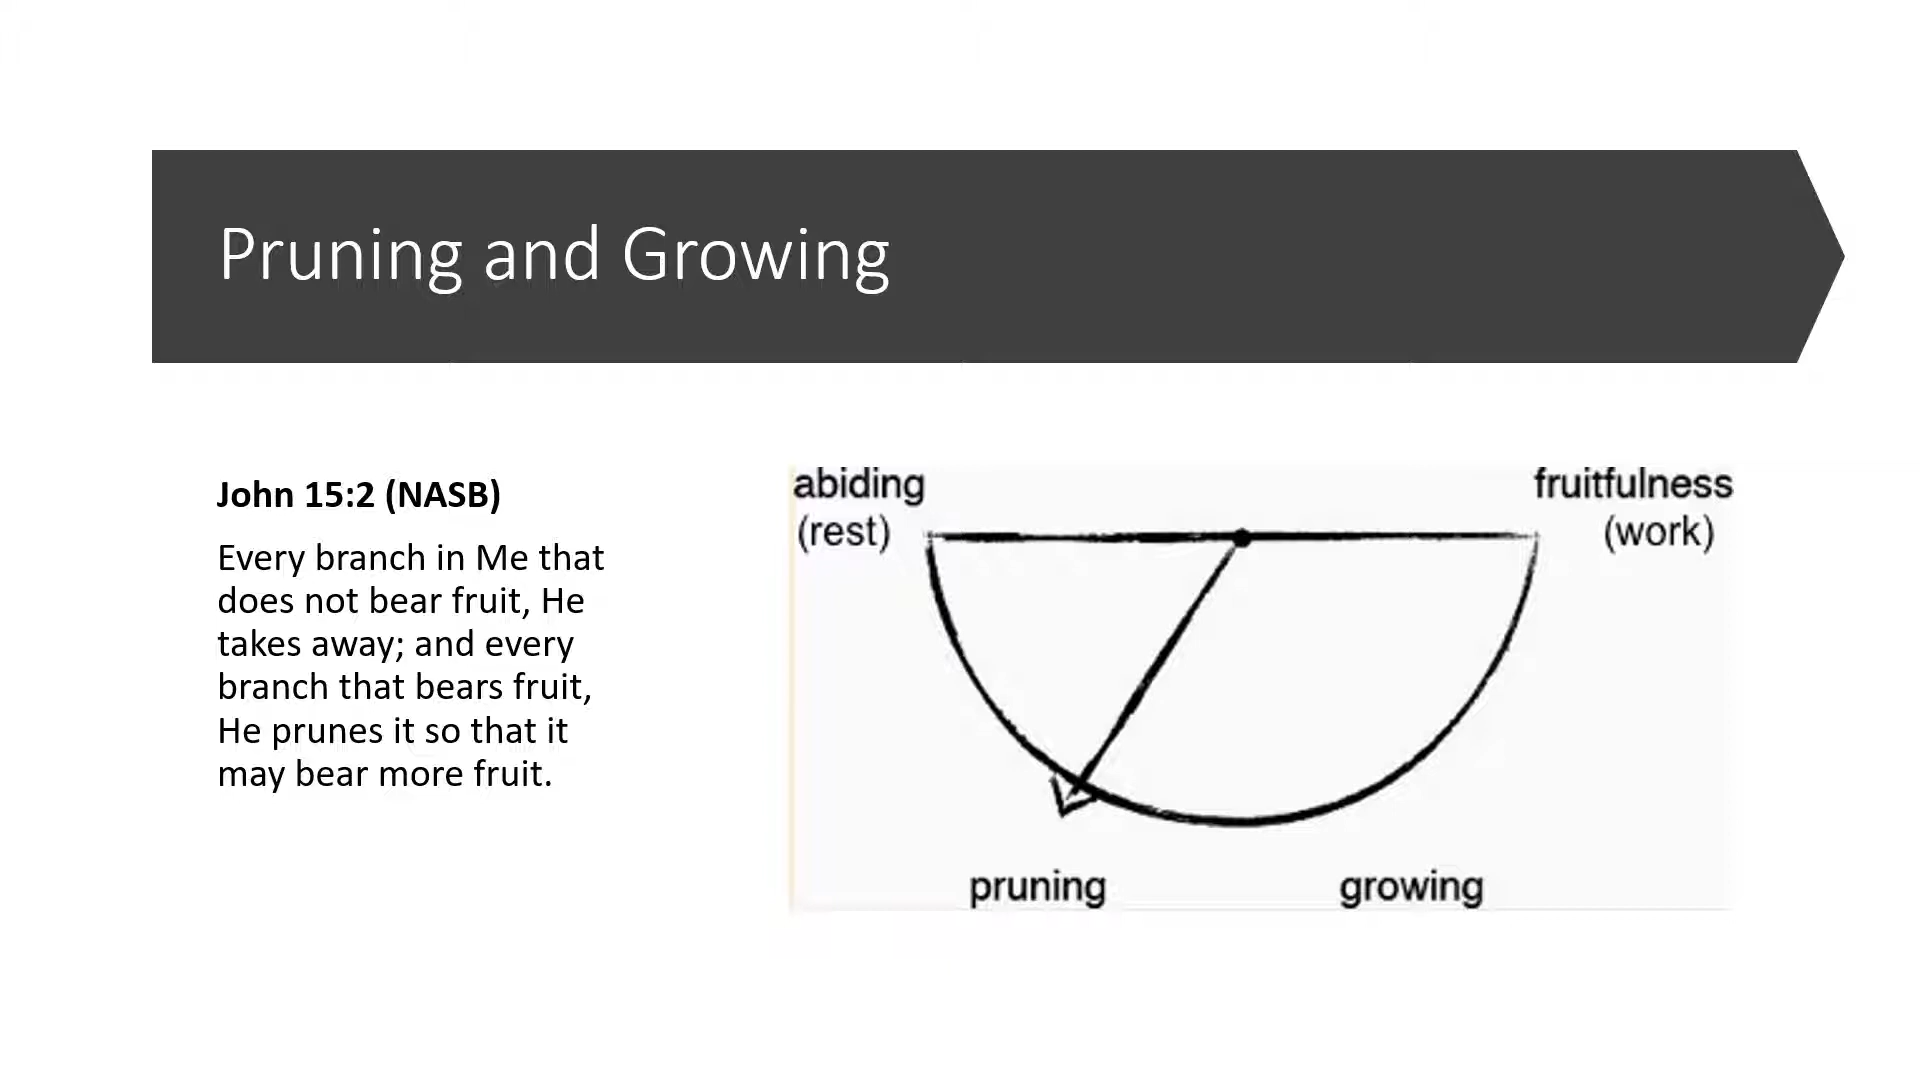 Pruning and Growing
John 15:2 (NASB)
Every branch in Me that
does not bear fruit, He
takes away; and every
branch that bears fruit,
He prunes it so that it
may bear more fruit.
abiding
(rest)
fruitfulness
(work)
pruning
growing